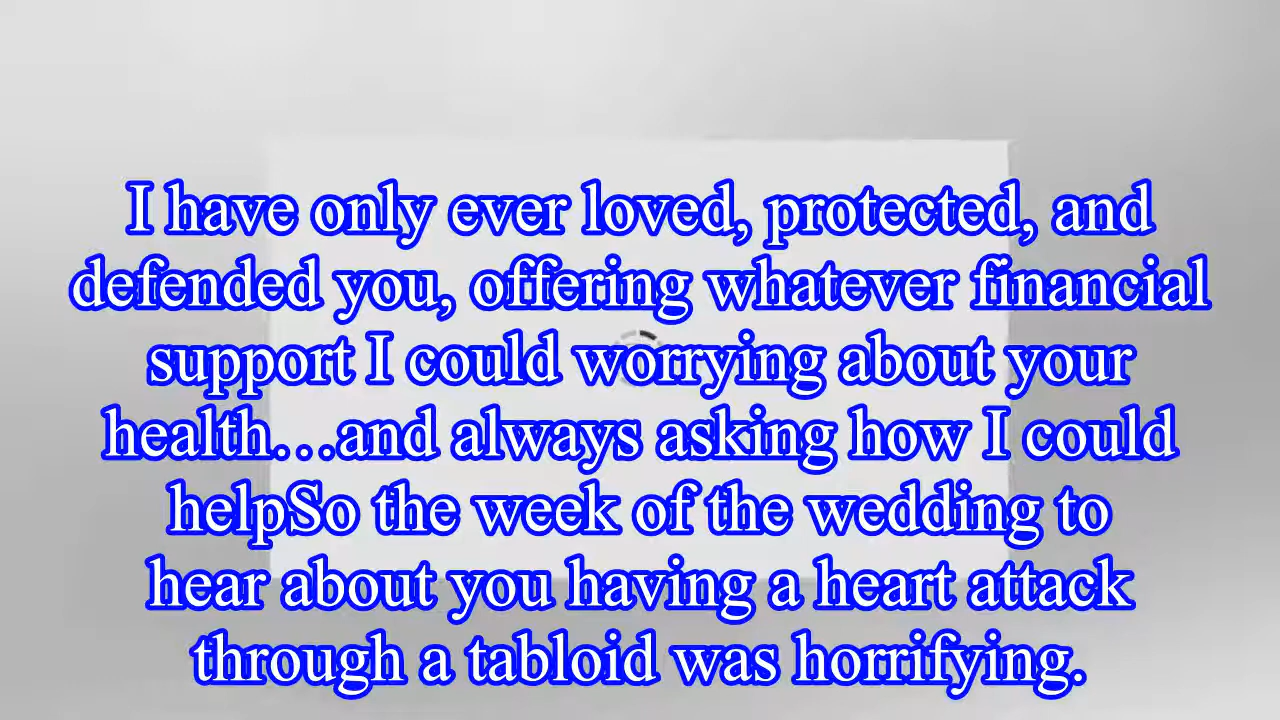 I have only ever loved, protected, and
defended you, offering whatever financial
support I could worrying about your
health…and always asking how I could
helpSo the week of the wedding to
hear about you having a heart attack
through a tabloid was horrifying.